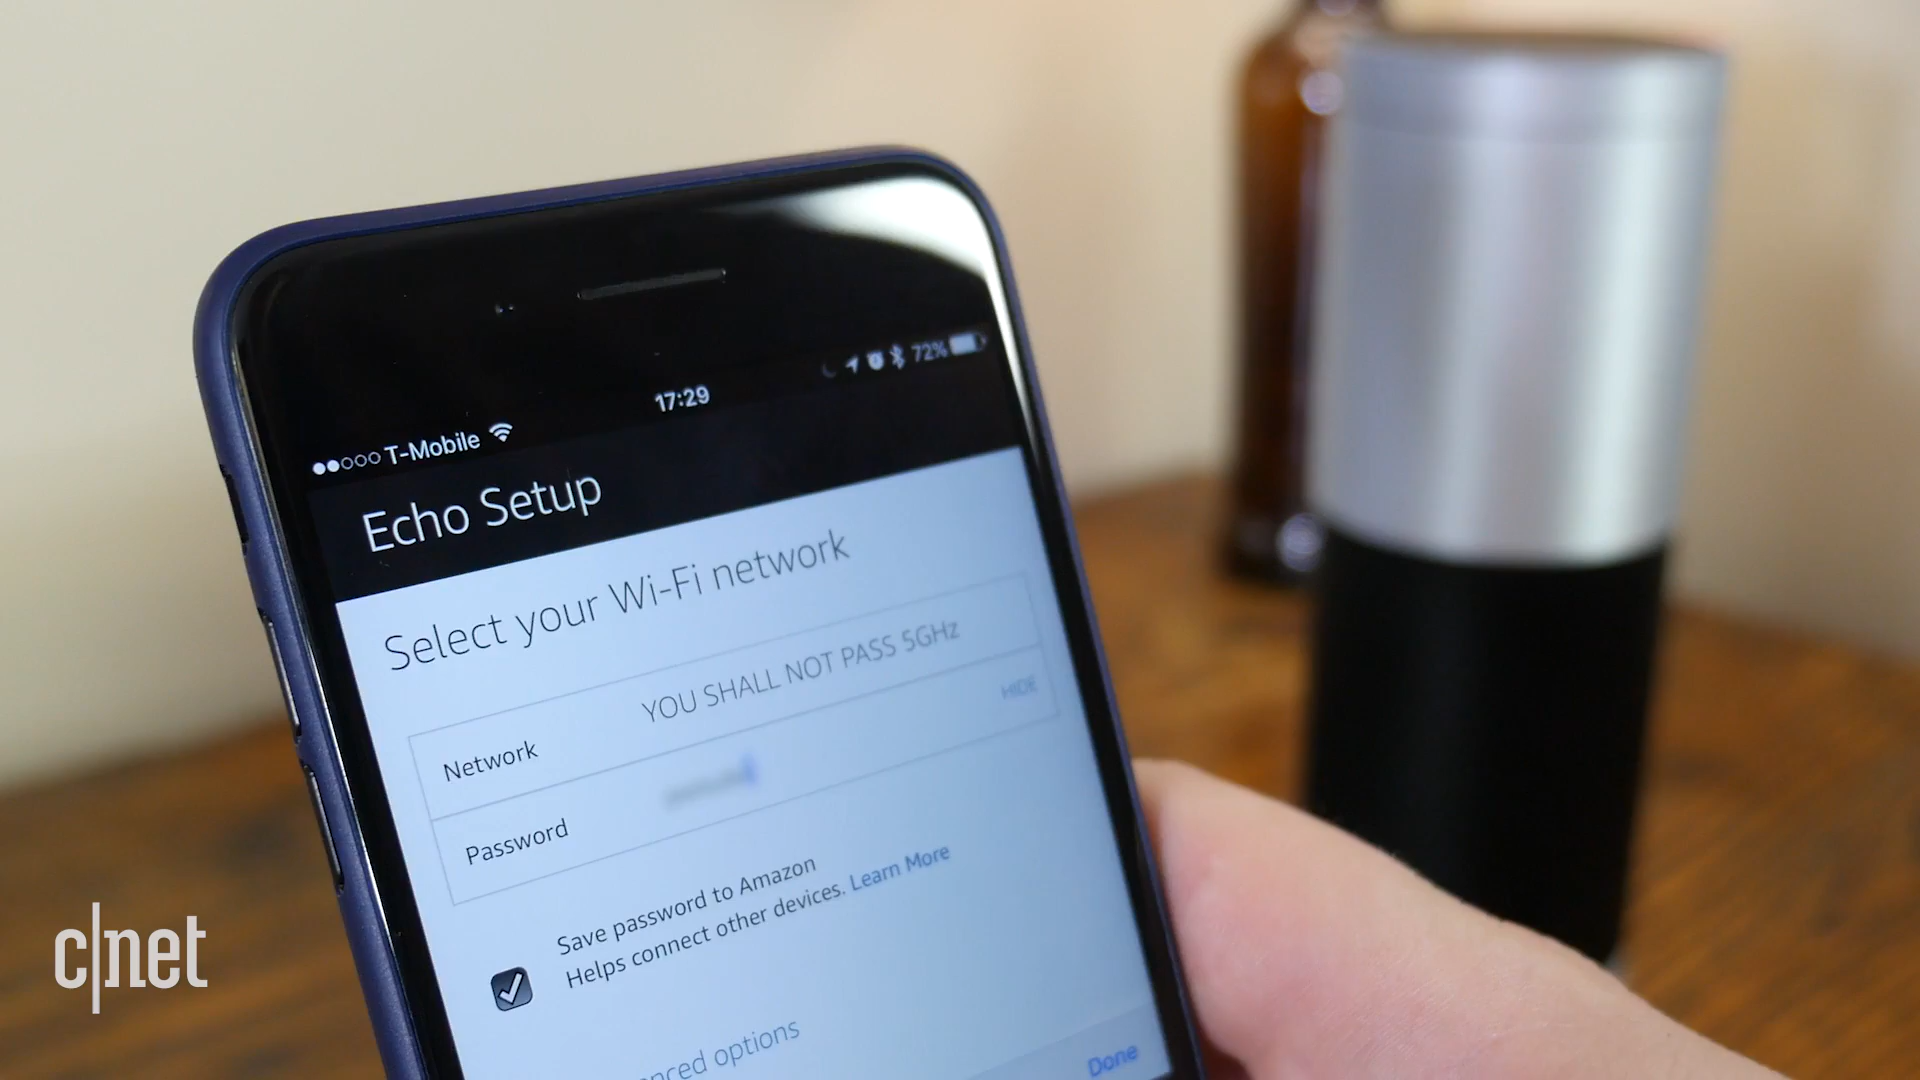 ●●○○○ T-Mobile 17:29 72%
Echo Setup
Select your Wi-Fi network
Network YOU SHALL NOT PASS 5GHz
HIDE
Password
Save password to Amazon
Helps connect other devices. Learn More
options
Done
c|net